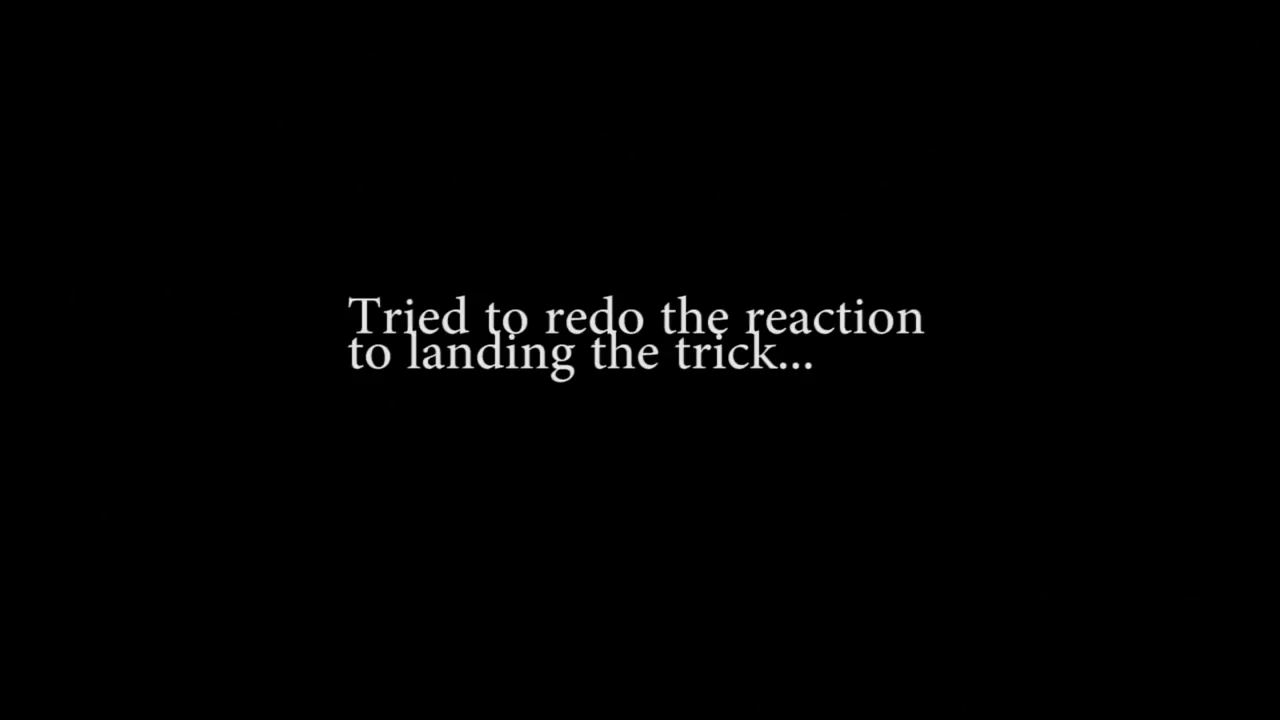 Tried to redo the reaction
to landing the trick...